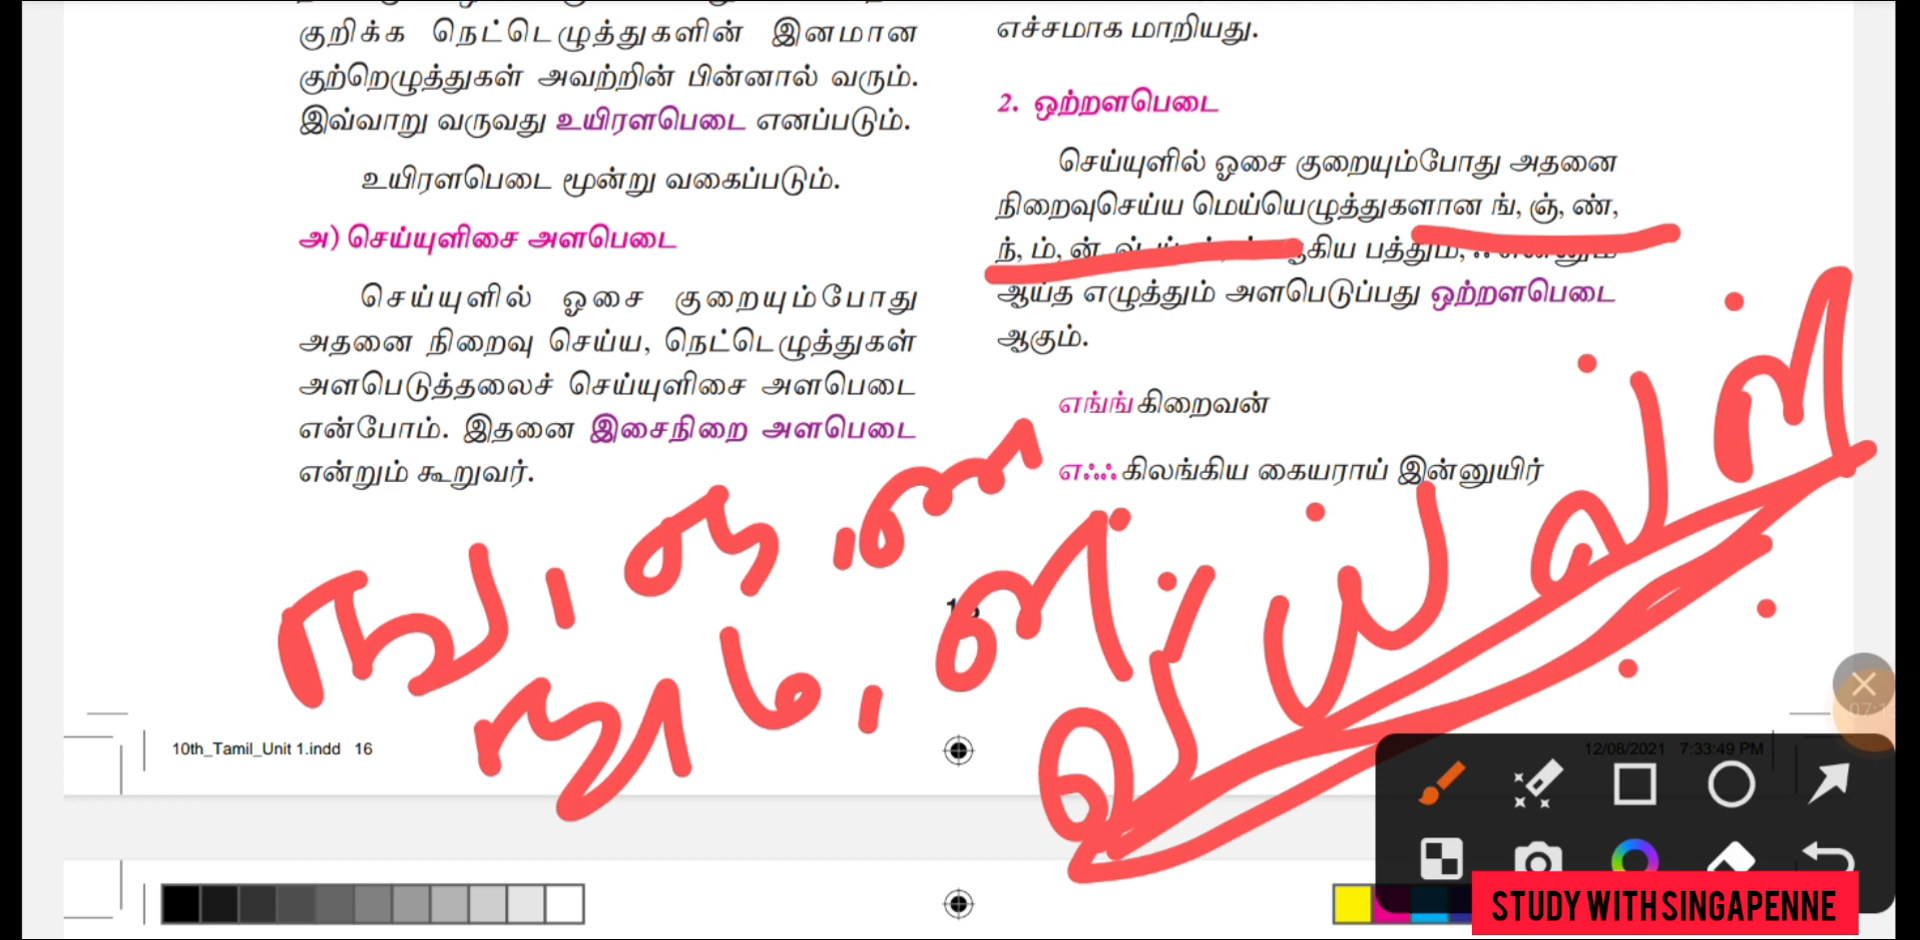 குறிக்க நெட்டெழுத்துகளின் இனமான
குற்றெழுத்துகள் அவற்றின் பின்னால் வரும்.
இவ்வாறு வருவது உயிரளபெடை எனப்படும்.
உயிரளபெடை மூன்று வகைப்படும்.
அ) செய்யுளிசை அளபெடை
செய்யுளில் ஓசை குறையும்போது
அதனை நிறைவு செய்ய, நெட்டெழுத்துகள்
அளபெடுத்தலைச் செய்யுளிசை அளபெடை
என்போம். இதனை இசைநிறை அளபெடை
என்றும் கூறுவர்.
எச்சமாக மாறியது.
2. ஒற்றளபெடை
செய்யுளில் ஓசை குறையும்போது அதனை
நிறைவுசெய்ய மெய்யெழுத்துகளான ங், ஞ், ண்,
ந், ம், ன், வ், ஆகிய பத்தும், ஃ என்னும்
ஆய்த எழுத்தும் அளபெடுப்பது ஒற்றளபெடை
ஆகும்.
எங்ங்கிறைவன்
எஃஃகிலங்கிய கையராய் இன்னுயிர்
10th_Tamil_Unit 1.indd 16
12/08/2021 7:33:49 PM
STUDY WITH SINGAPENNE